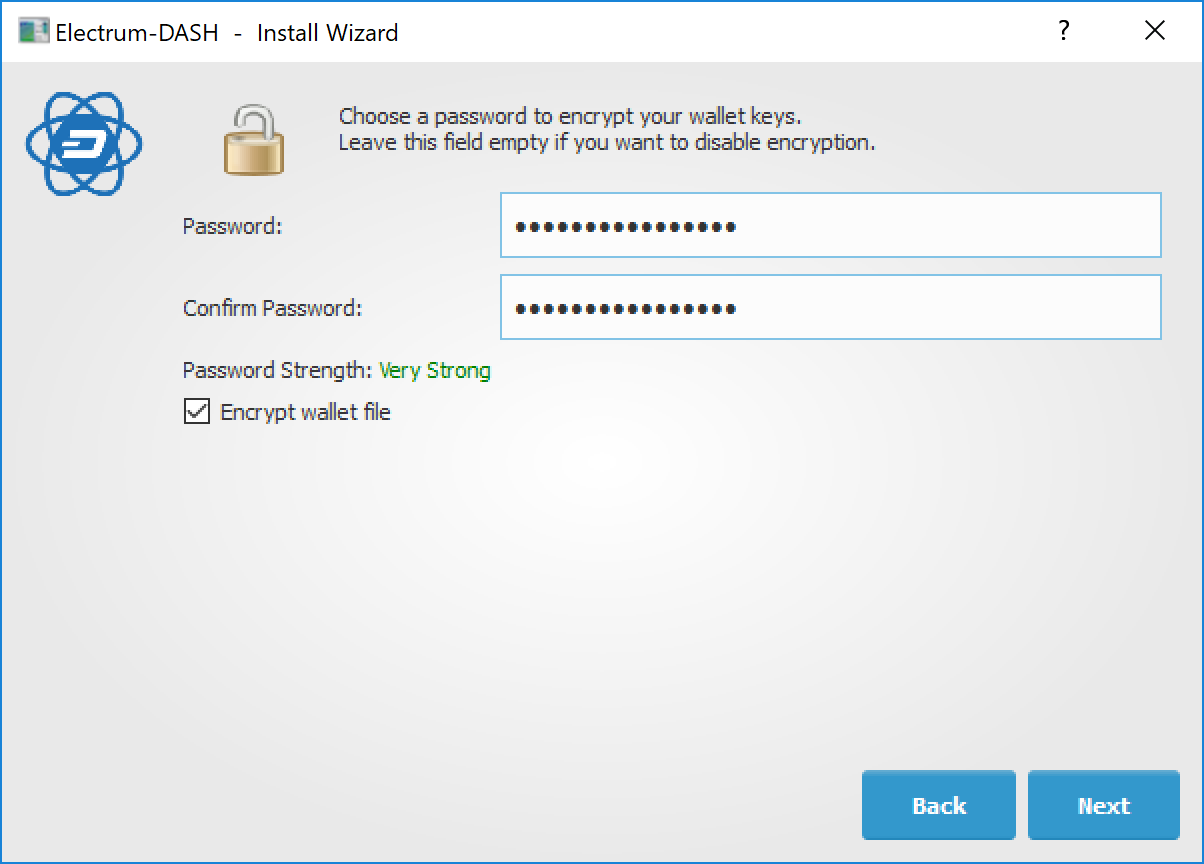 Electrum-DASH - Install Wizard
?
Choose a password to encrypt your wallet keys.
Leave this field empty if you want to disable encryption.
Password: ••••••••••••••••
Confirm Password: ••••••••••••••••
Password Strength: Very Strong
Encrypt wallet file
Back Next